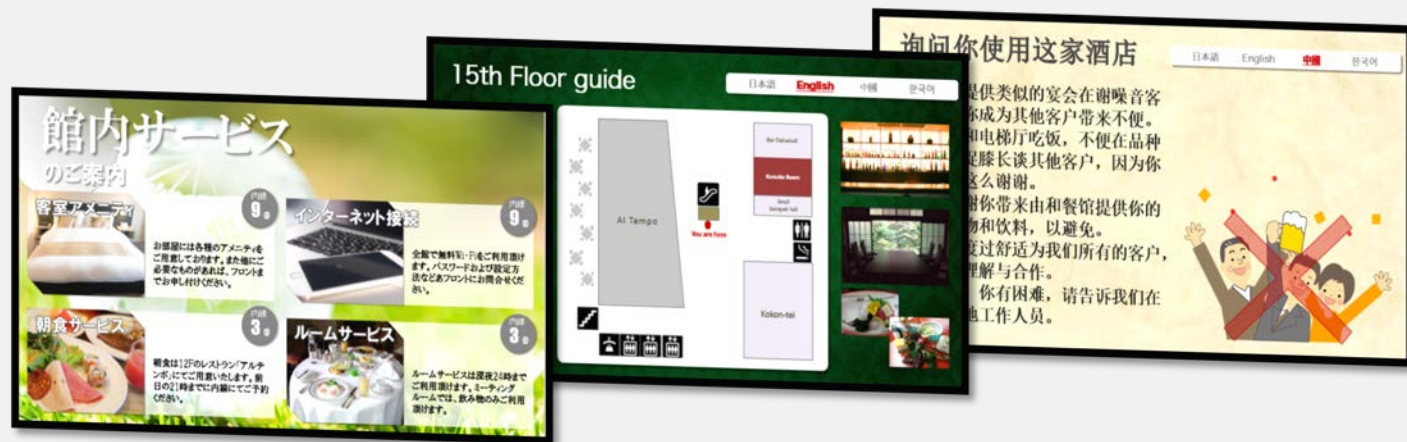 館内サービス
のご案内
客室アメニティ
内線
9番
お部屋には各種のアメニティを
ご用意しております。また他にご
必要なものがあれば、フロントま
でお申し付けください。
インターネット接続
内線
9番
全館で無料Wi-Fiをご利用頂け
ます。パスワードおよび設定方
法などあフロントにお問合せくだ
さい。
朝食サービス
内線
3番
朝食は12Fのレストラン「アルテ
ンポ」にてご用意いたします。前
日の21時までに内線にてご予約
ください。
ルームサービス
内線
3番
ルームサービスは深夜24時まで
ご利用頂けます。ミーティング
ルームでは、飲み物のみご利用
頂けます。
15th Floor guide
日本語 English 中國 한국어
Al Tempo
You are here
Bar
Room
Small
Banquet hall
Kokon-tei
询问你使用这家酒店
日本語 English 中國 한국어
提供类似的宴会在谢噪音客
你成为其他客户带来不便。
和电梯厅吃饭，不便在品种
促膝长谈其他客户，因为你
这么谢谢。
谢你带来由和餐馆提供你的
物和饮料，以避免。
度过舒适为我们所有的客户，
理解与合作。
你有困难，请告诉我们在
地工作人员。